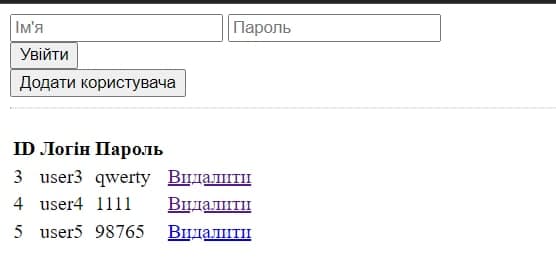 Ім'я Пароль
Увійти
Додати користувача
ID Логін Пароль
3 user3 qwerty Видалити
4 user4 1111 Видалити
5 user5 98765 Видалити